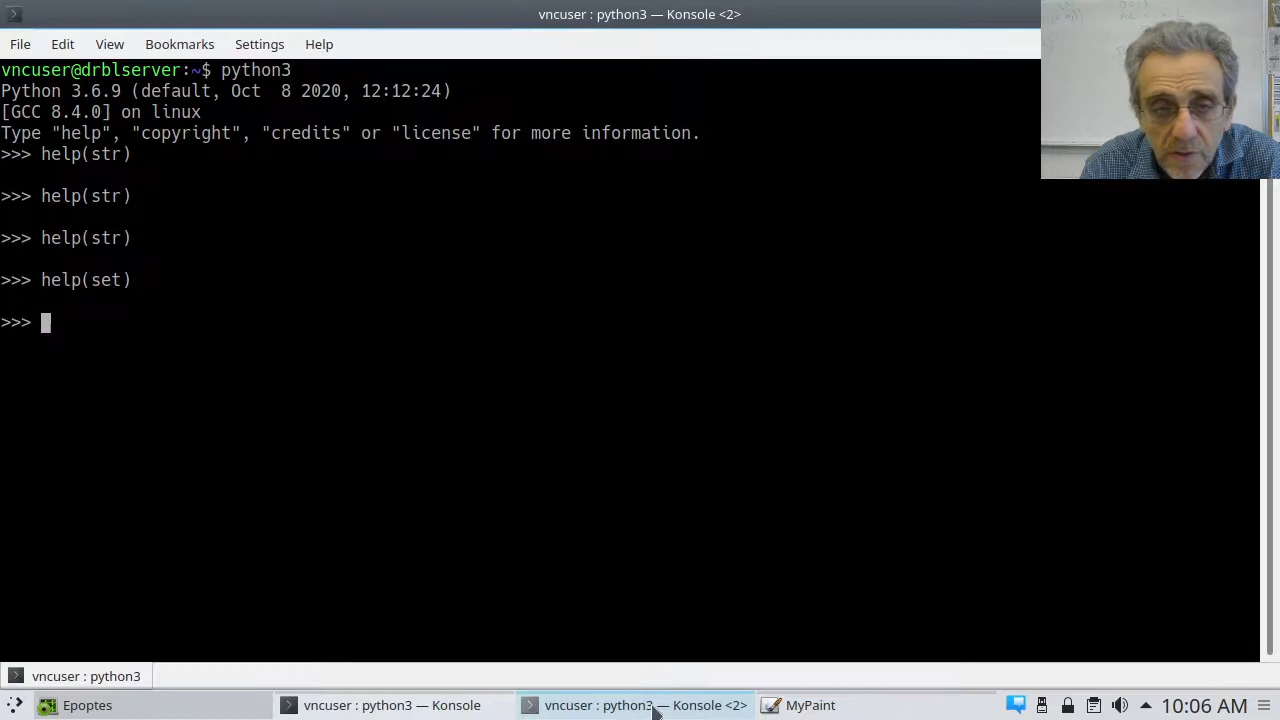 vncuser : python3 — Konsole <2>
File Edit View Bookmarks Settings Help
vncuser@drblserver:~$ python3
Python 3.6.9 (default, Oct  8 2020, 12:12:24)
[GCC 8.4.0] on linux
Type "help", "copyright", "credits" or "license" for more information.
>>> help(str)
>>> help(str)
>>> help(str)
>>> help(set)
>>>
vncuser : python3
Epoptes vncuser : python3 — Konsole vncuser : python3 — Konsole <2> MyPaint 10:06 AM